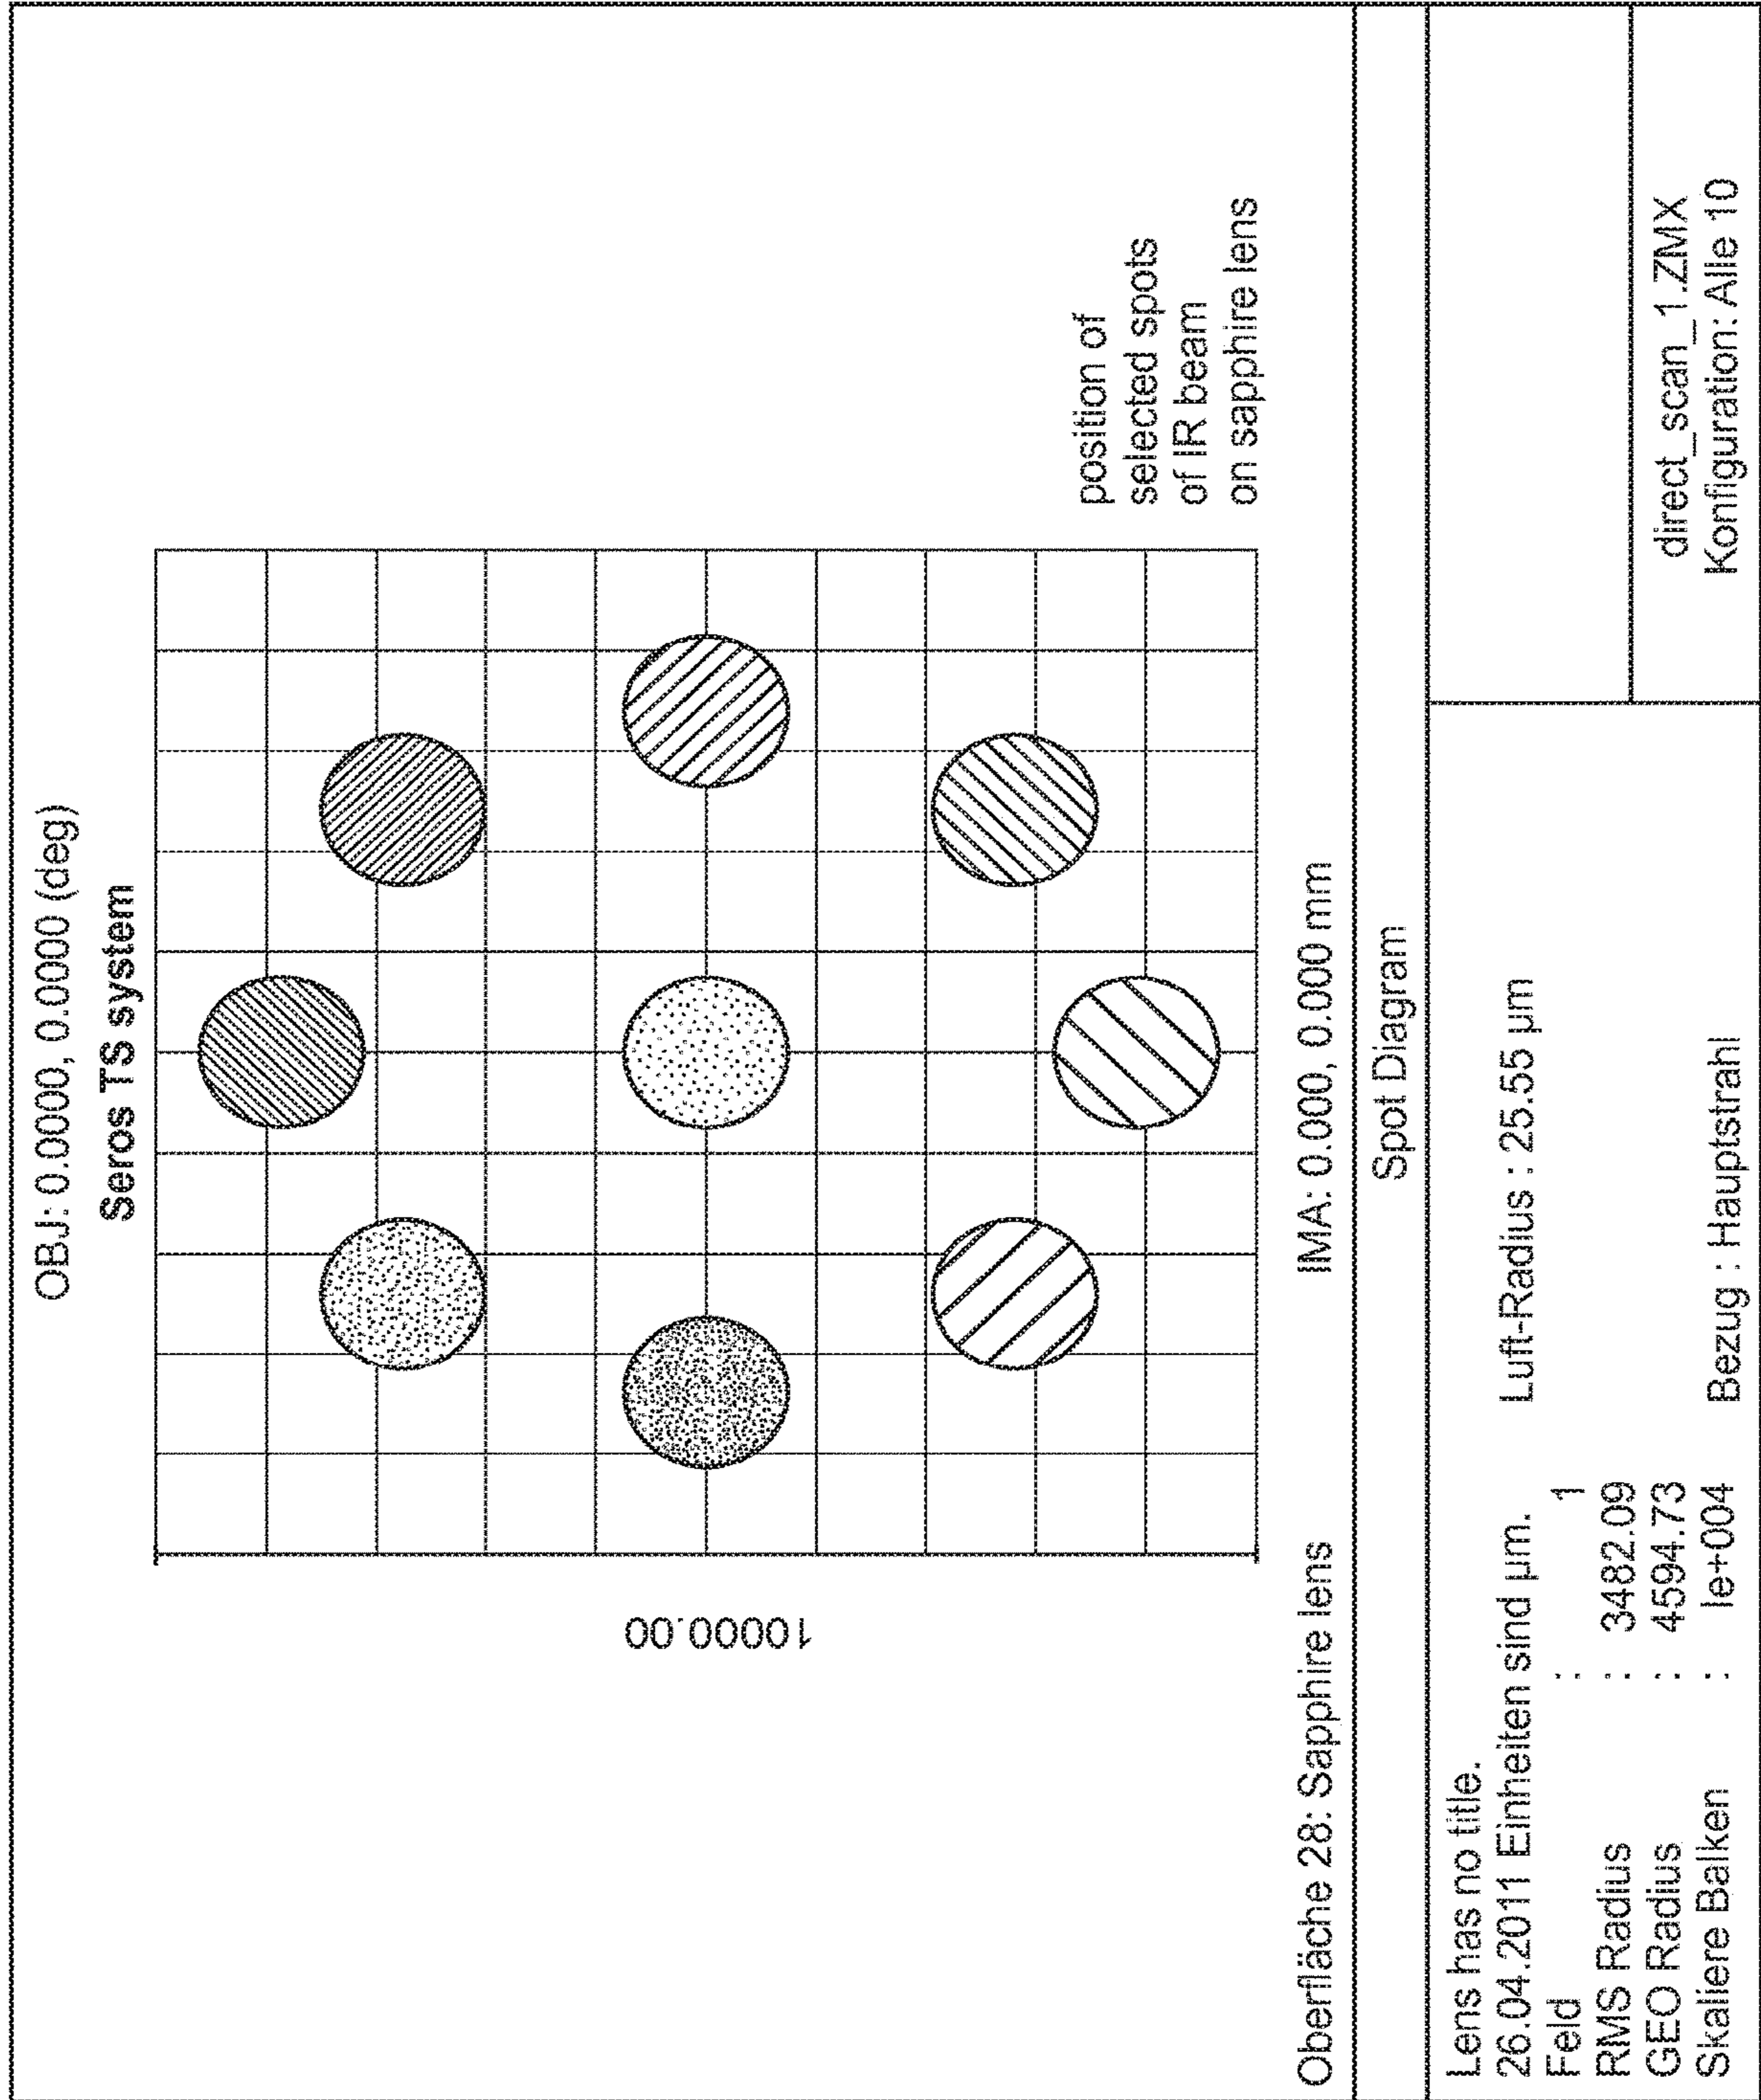 OBJ: 0.0000, 0.0000 (deg)
Seros TS system
10000.00
position of
selected spots
of IR beam
on sapphire lens
IMA: 0.000, 0.000 mm
Oberfläche 28: Sapphire lens
Spot Diagram
Lens has no title.
26.04.2011 Einheiten sind µm. Luft-Radius : 25.55 µm
Feld : 1
RMS Radius : 3482.09
GEO Radius : 4594.73
Skaliere Balken : le+004 Bezug : Hauptstrahl
direct_scan_1.ZMX
Konfiguration: Alle 10